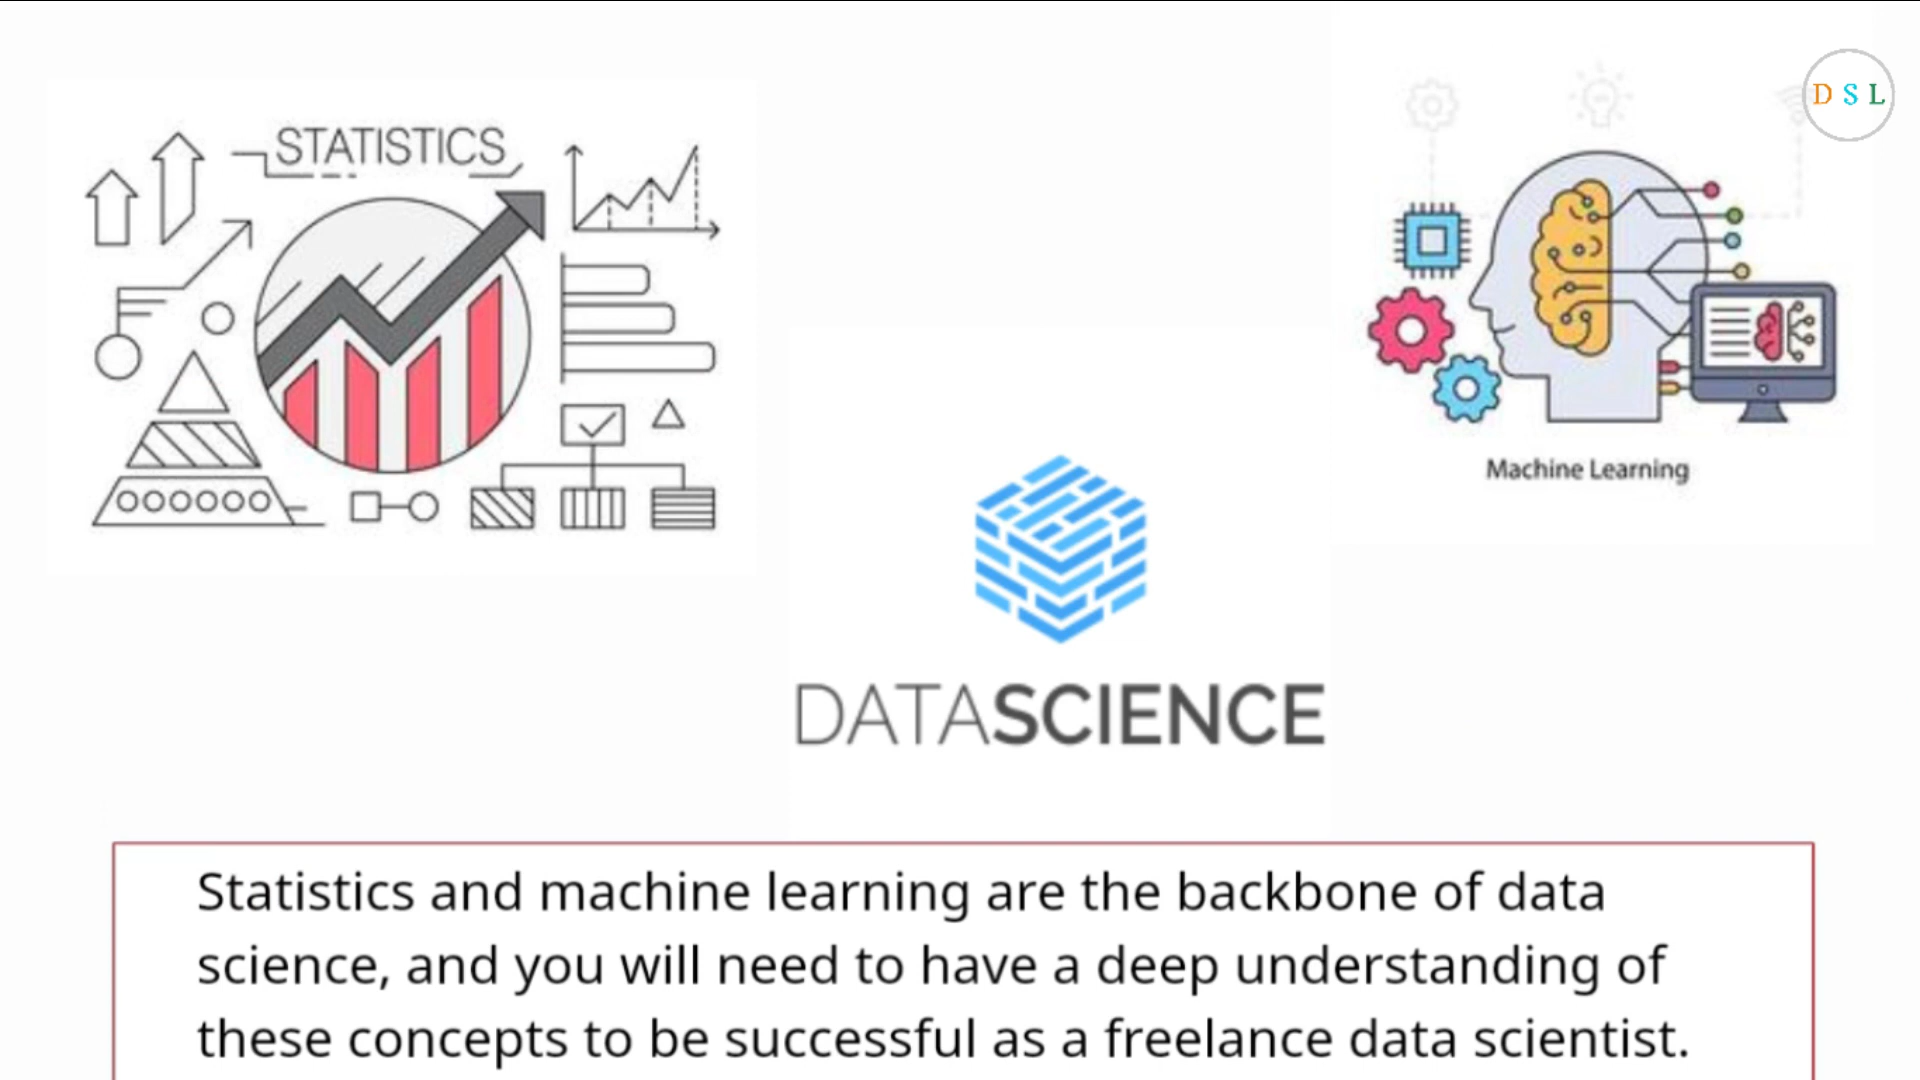 STATISTICS
D S L
Machine Learning
DATASCIENCE
Statistics and machine learning are the backbone of data
science, and you will need to have a deep understanding of
these concepts to be successful as a freelance data scientist.